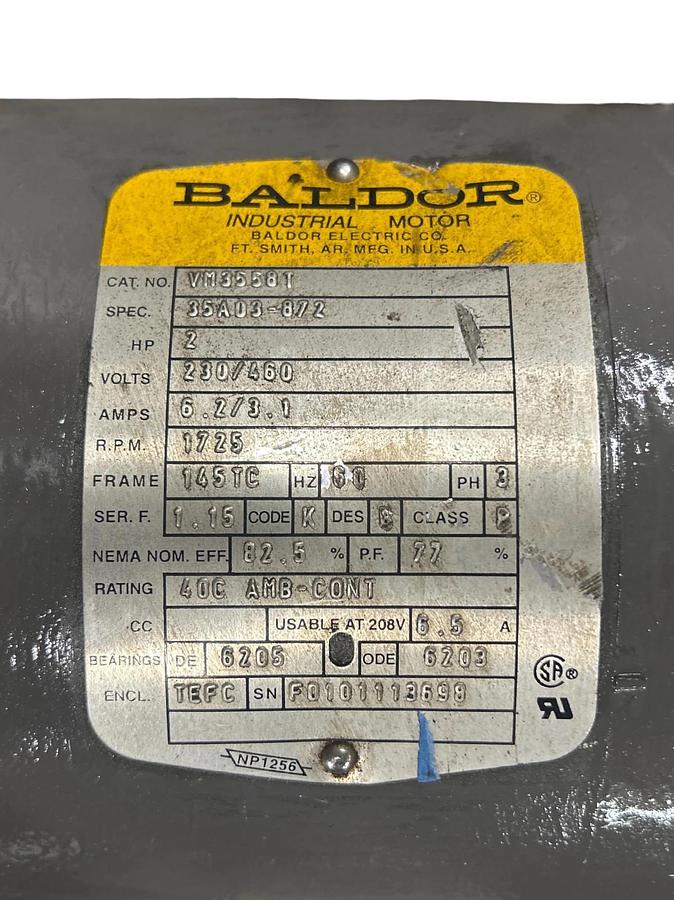 BALDOR®
INDUSTRIAL MOTOR
BALDOR ELECTRIC CO.
FT. SMITH, AR. MFG. IN U.S.A.
CAT. NO. VM3558T
SPEC. 35A03-872
HP 2
VOLTS 230/460
AMPS 6.2/3.1
R.P.M. 1725
FRAME 145TC HZ 60 PH 3
SER. F. 1.15 CODE K DES CLASS
NEMA NOM. EFF. 82.5 % P.F. 77 %
RATING 40C AMB-CONT
CC USABLE AT 208V 6.5 A
BEARINGS DE 6205 ODE 6203
ENCL. TEFC SN F0101113698
SA®
UR
NP1256